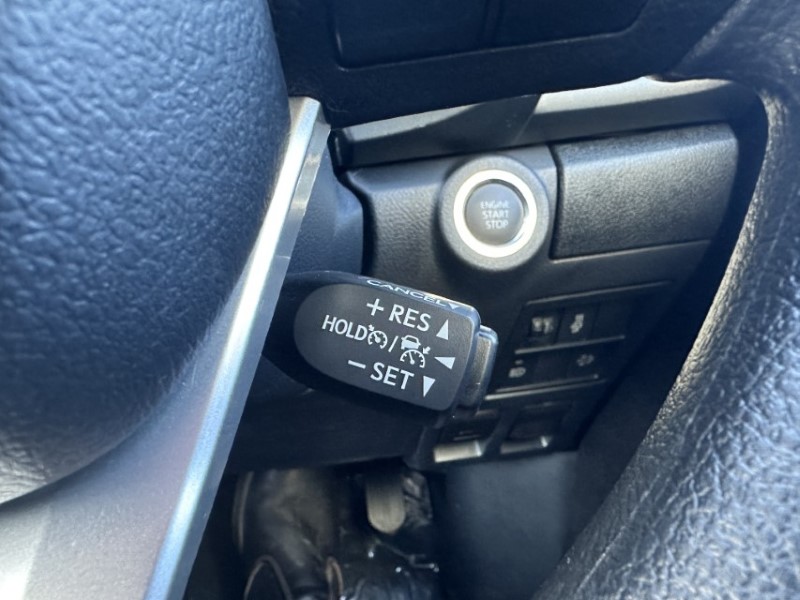 ENGINE
START
STOP
CANCEL
+ RES
HOLD /
− SET